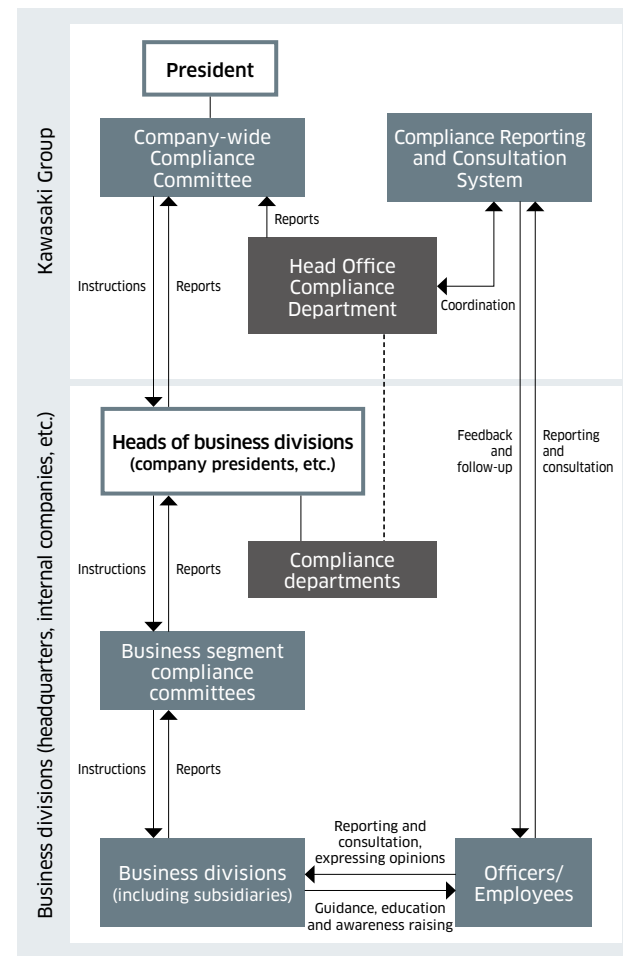 Kawasaki Group
President
Company-wide
Compliance
Committee
Compliance Reporting
and Consultation
System
Reports
Head Office
Compliance
Department
Instructions
Reports
Coordination
Business divisions (headquarters, internal companies, etc.)
Heads of business divisions
(company presidents, etc.)
Feedback
and
follow-up
Reporting
and
consultation
Compliance
departments
Instructions
Reports
Business segment
compliance
committees
Instructions
Reports
Reporting and
consultation,
expressing opinions
Business divisions
(including subsidiaries)
Officers/
Employees
Guidance, education
and awareness raising